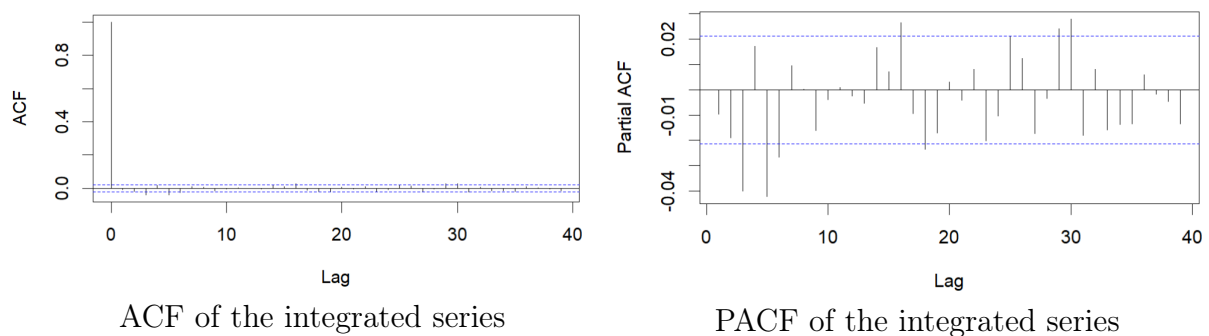 ACF
0.0 0.4 0.8
0 10 20 30 40
Lag
ACF of the integrated series
Partial ACF
-0.04 -0.01 0.02
0 10 20 30 40
Lag
PACF of the integrated series